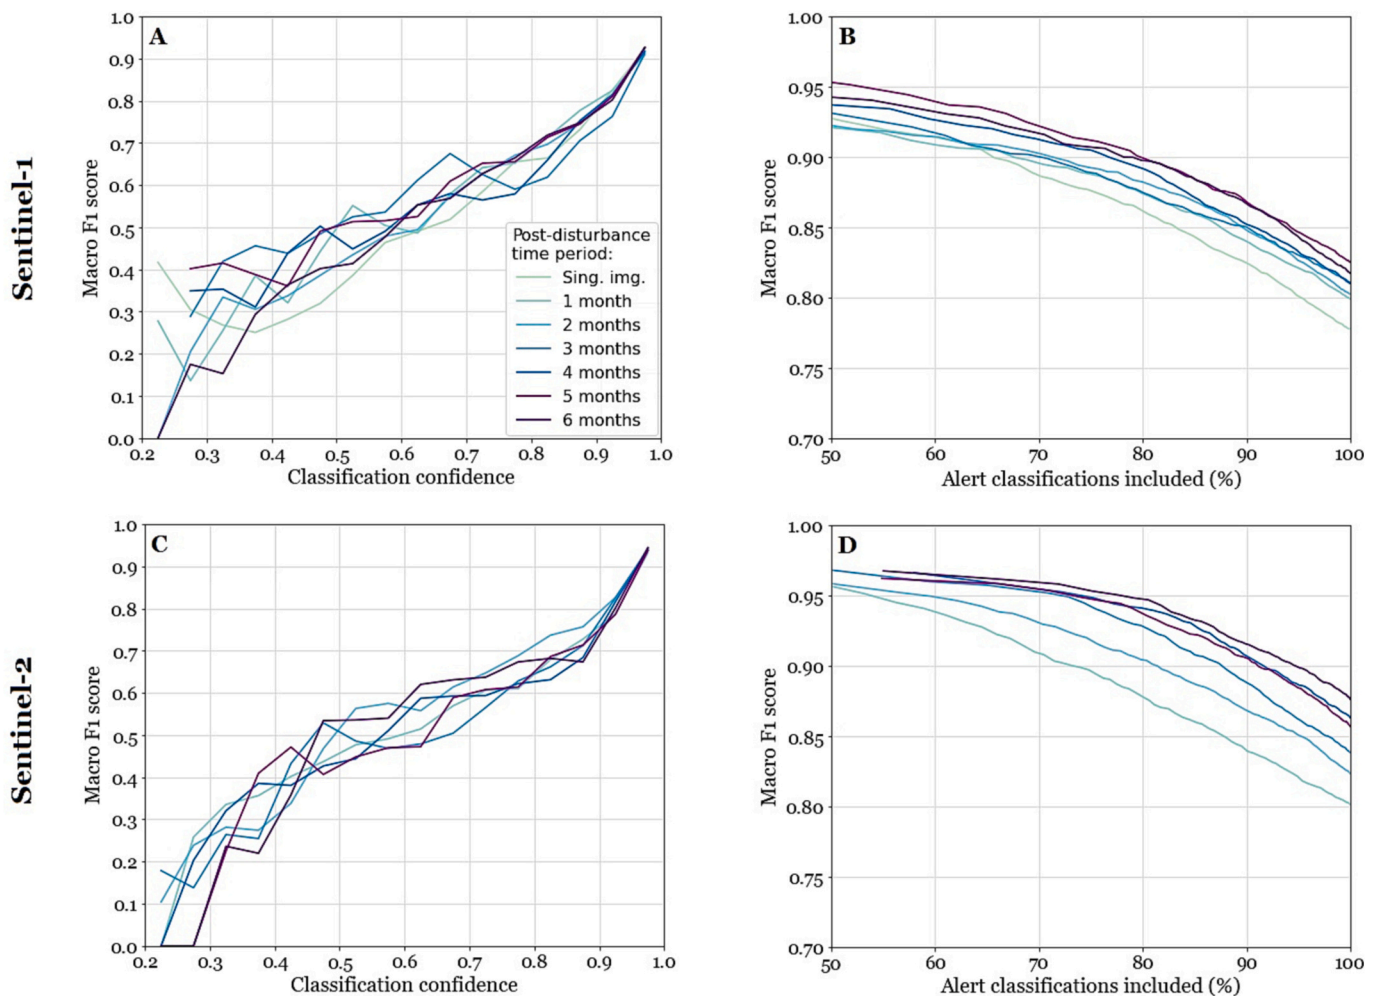 Sentinel-1
A
Macro F1 score
1.0
0.9
0.8
0.7
0.6
0.5
0.4
0.3
0.2
0.1
0.0
0.2 0.3 0.4 0.5 0.6 0.7 0.8 0.9 1.0
Classification confidence
Post-disturbance
time period:
Sing. img.
1 month
2 months
3 months
4 months
5 months
6 months
B
Macro F1 score
1.00
0.95
0.90
0.85
0.80
0.75
0.70
50 60 70 80 90 100
Alert classifications included (%)
Sentinel-2
C
Macro F1 score
1.0
0.9
0.8
0.7
0.6
0.5
0.4
0.3
0.2
0.1
0.0
0.2 0.3 0.4 0.5 0.6 0.7 0.8 0.9 1.0
Classification confidence
D
Macro F1 score
1.00
0.95
0.90
0.85
0.80
0.75
0.70
50 60 70 80 90 100
Alert classifications included (%)